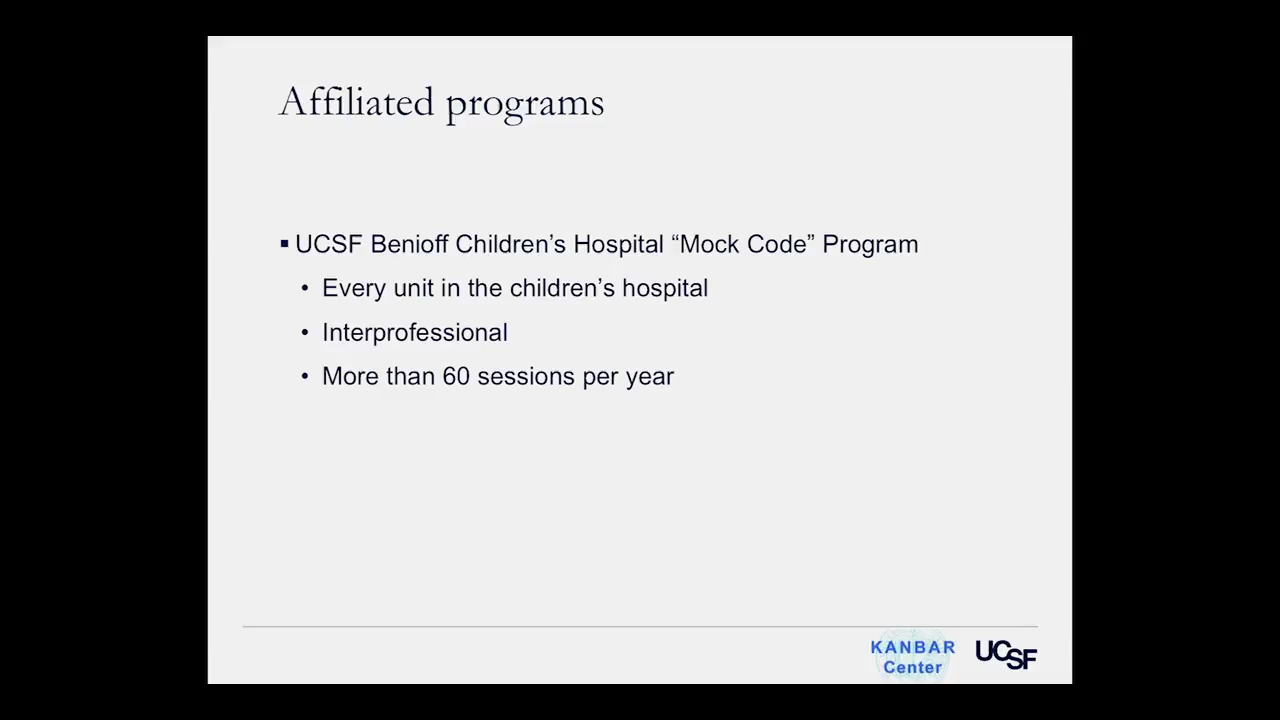 Affiliated programs
▪ UCSF Benioff Children’s Hospital “Mock Code” Program
• Every unit in the children’s hospital
• Interprofessional
• More than 60 sessions per year
KANBAR
Center
UCSF